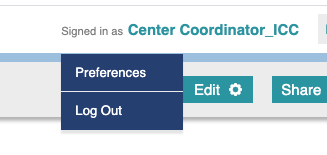 Signed in as Center Coordinator_ICC
Preferences
Edit Share
Log Out